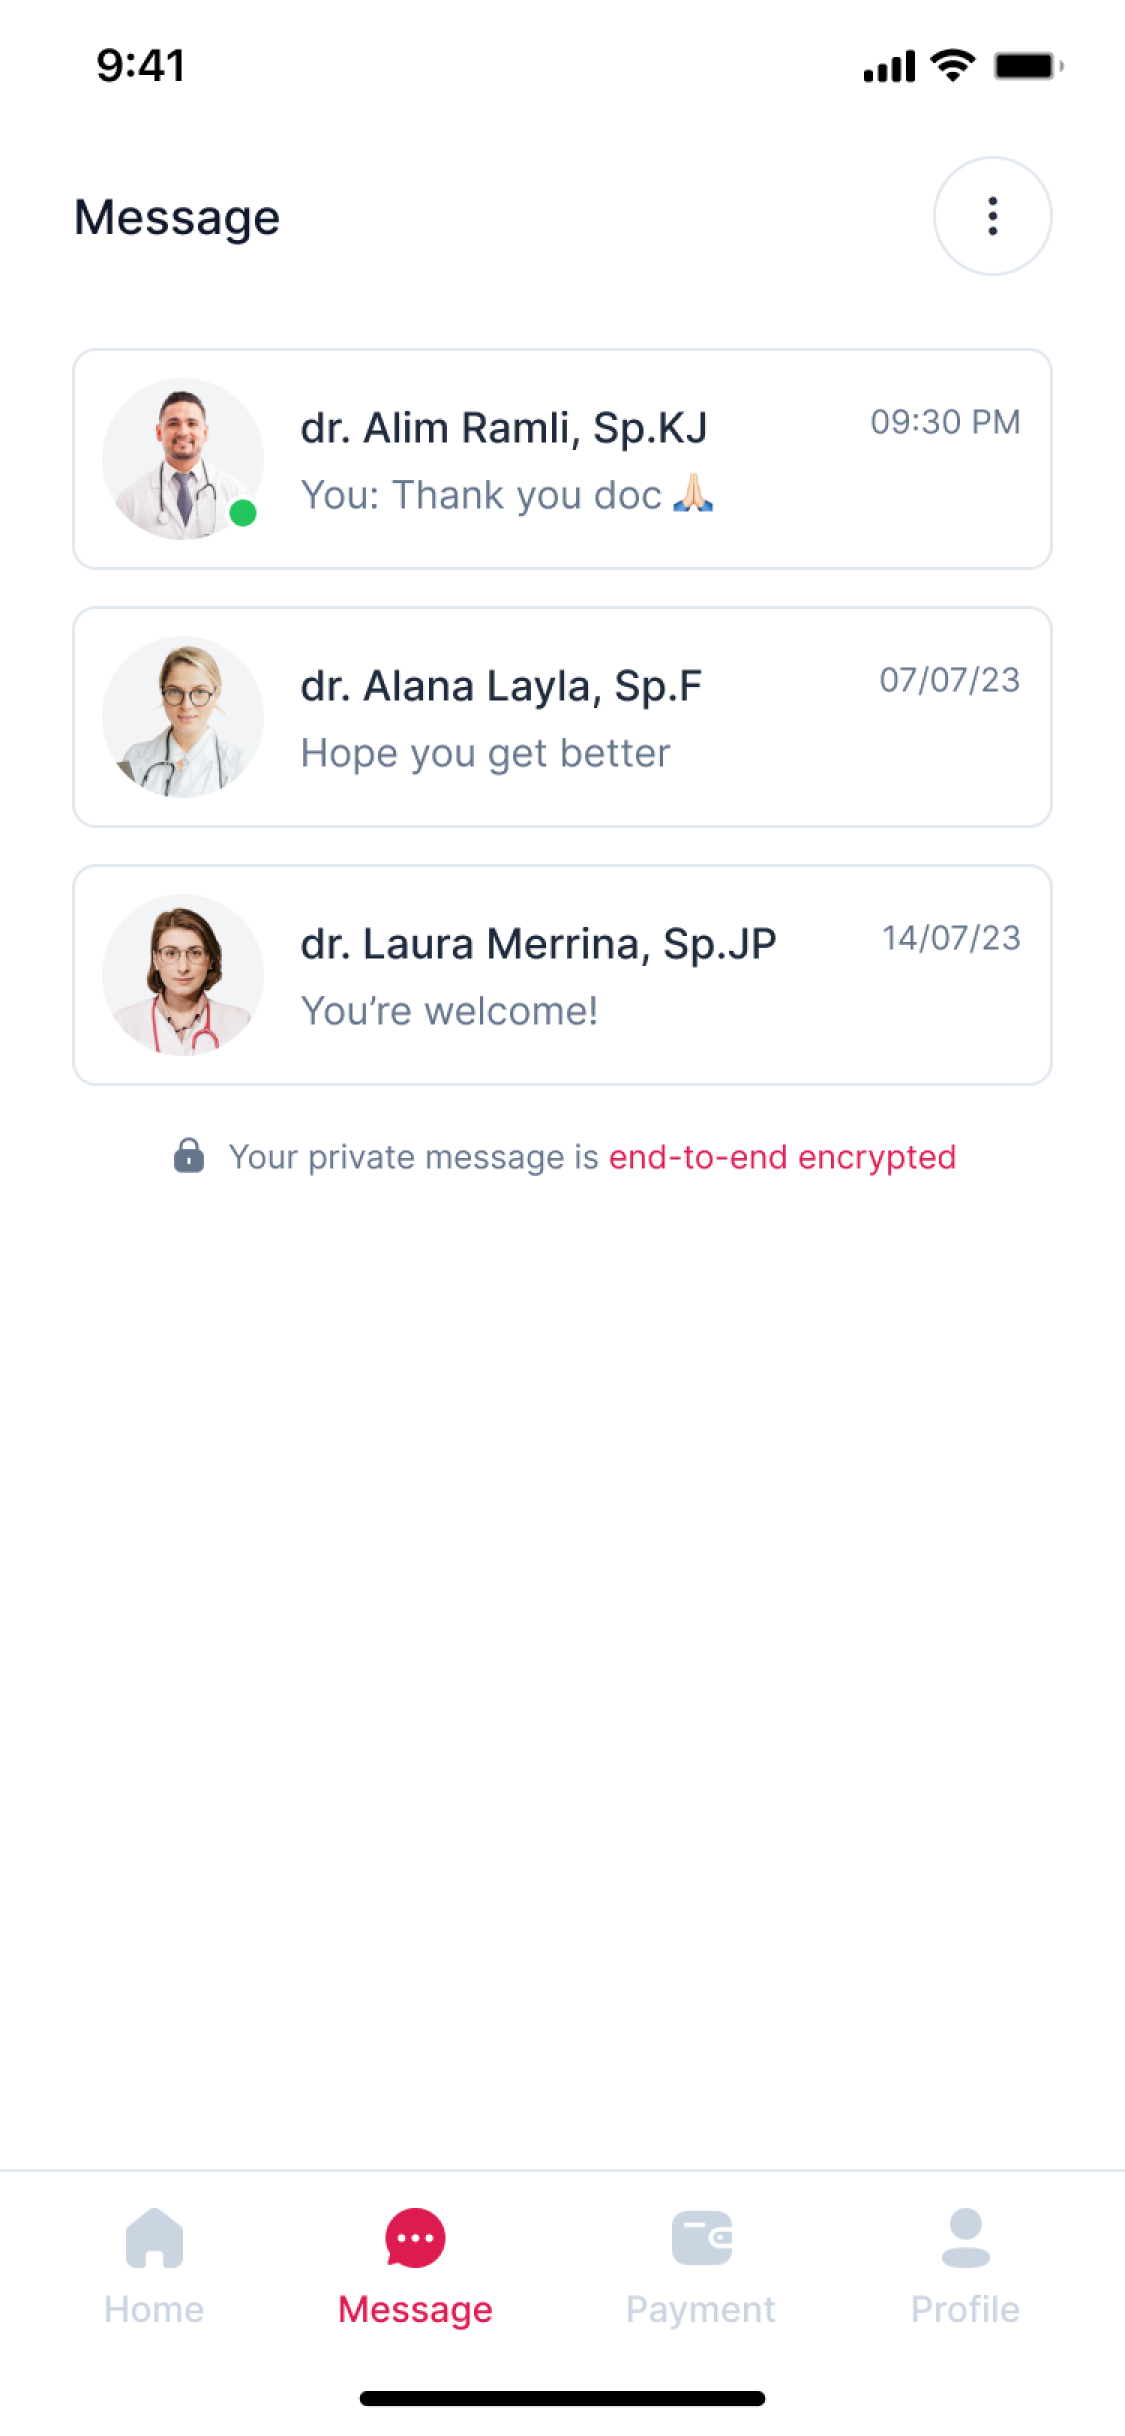 9:41
Message
dr. Alim Ramli, Sp.KJ
09:30 PM
You: Thank you doc 🙏🏻
dr. Alana Layla, Sp.F
07/07/23
Hope you get better
dr. Laura Merrina, Sp.JP
14/07/23
You’re welcome!
Your private message is end-to-end encrypted
Home
Message
Payment
Profile